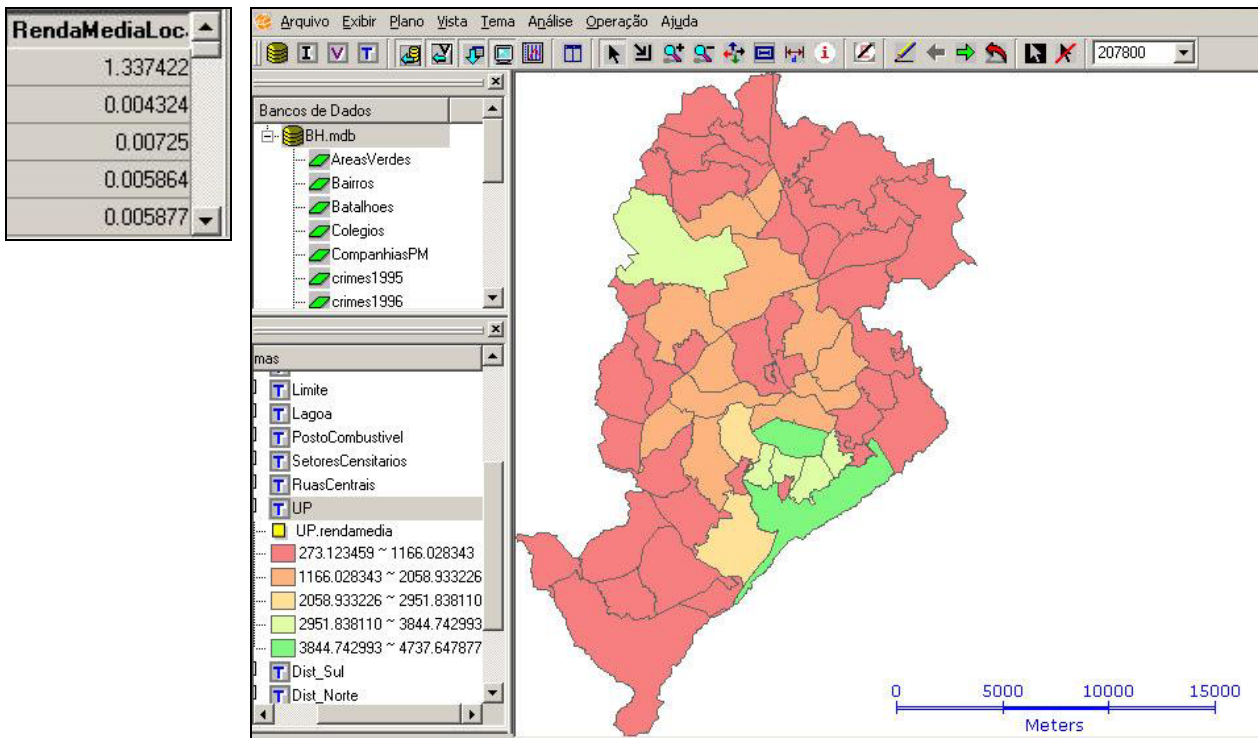 RendaMediaLoc.
1.337422
0.004324
0.00725
0.005864
0.005877
Arquivo Exibir Plano Vista Tema Análise Operação Ajuda
I V T i 207800
Bancos de Dados
BH.mdb
AreasVerdes
Bairros
Batalhoes
Colegios
CompanhiasPM
crimes1995
crimes1996
mas
T Limite
T Lagoa
T PostoCombustivel
T SetoresCensitarios
T RuasCentrais
T UP
UP.rendamedia
273.123459 ~ 1166.028343
1166.028343 ~ 2058.933226
2058.933226 ~ 2951.838110
2951.838110 ~ 3844.742993
3844.742993 ~ 4737.647877
T Dist_Sul
T Dist_Norte
0 5000 10000 15000
Meters